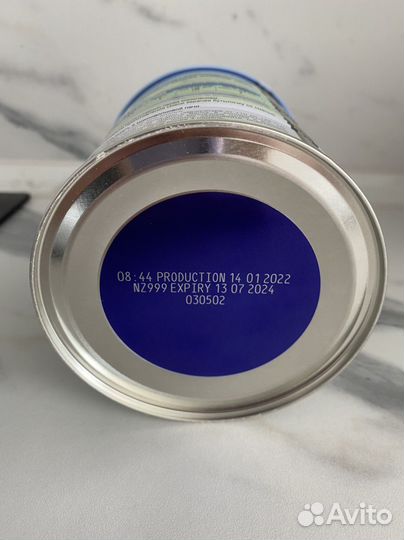 08:44 PRODUCTION 14 01 2022
NZ999 EXPIRY 13 07 2024
030502
Avito